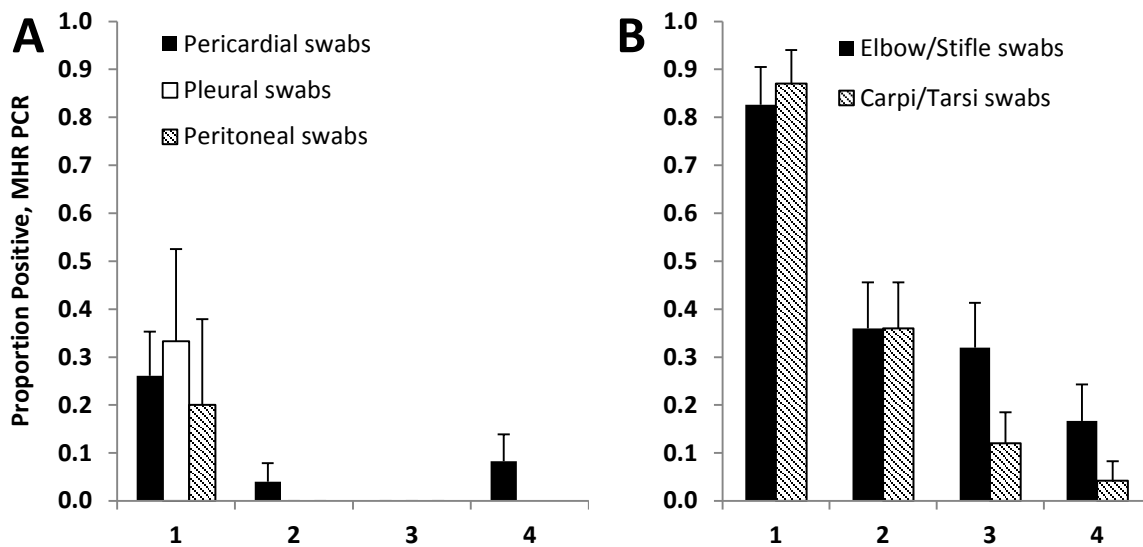 A
Proportion Positive, MHR PCR
1.0
0.9
0.8
0.7
0.6
0.5
0.4
0.3
0.2
0.1
0.0
Pericardial swabs
Pleural swabs
Peritoneal swabs
1 2 3 4
B
1.0
0.9
0.8
0.7
0.6
0.5
0.4
0.3
0.2
0.1
0.0
Elbow/Stifle swabs
Carpi/Tarsi swabs
1 2 3 4